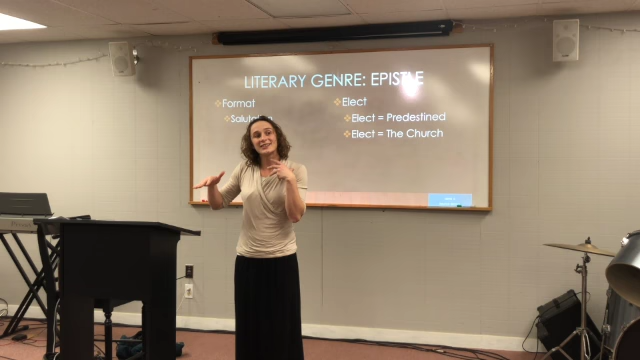 LITERARY GENRE: EPISTLE
Format
Elect
Elect = Predestined
Elect = The Church